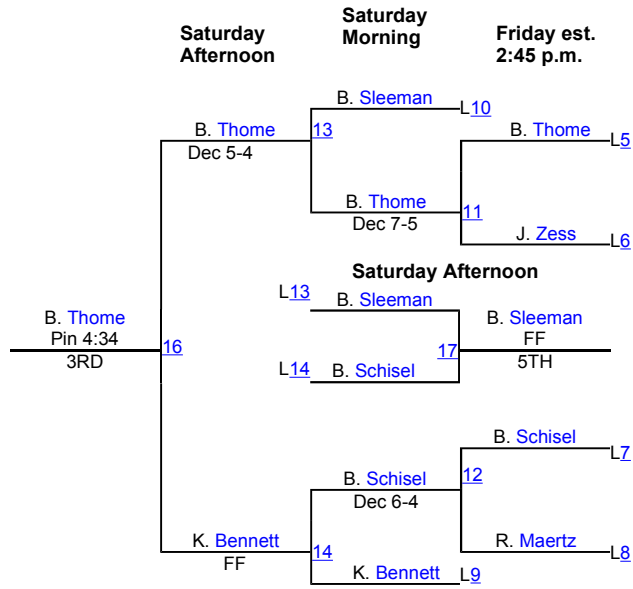 Saturday Afternoon
Saturday Morning
Friday est. 2:45 p.m.
B. Sleeman
L10
B. Thome
13
B. Thome
L5
Dec 5-4
B. Thome
11
Dec 7-5
J. Zess
L6
Saturday Afternoon
L13
B. Sleeman
B. Thome
B. Sleeman
Pin 4:34
16
17
FF
3RD
5TH
L14
B. Schisel
B. Schisel
L7
B. Schisel
12
Dec 6-4
K. Bennett
14
R. Maertz
L8
FF
K. Bennett
L9